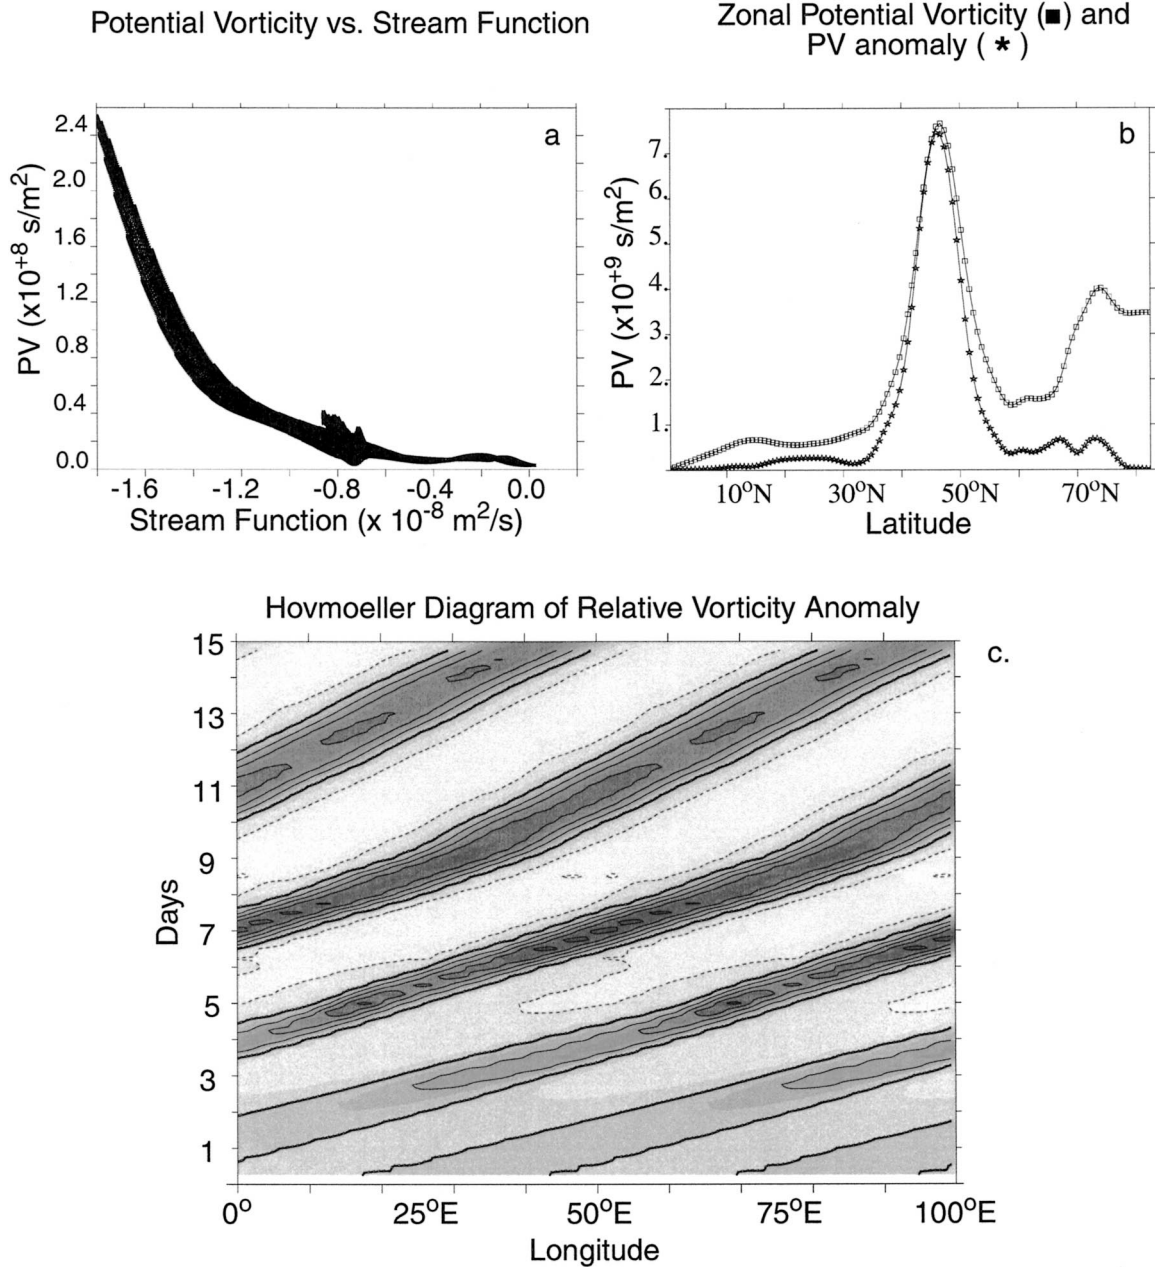 Potential Vorticity vs. Stream Function
Zonal Potential Vorticity (■) and
PV anomaly ( ★ )
a
PV (x10⁺⁸ s/m²)
2.4
2.0
1.6
1.2
0.8
0.4
0.0
-1.6 -1.2 -0.8 -0.4 0.0
Stream Function (x 10⁻⁸ m²/s)
b
PV (x10⁺⁹ s/m²)
7.
6.
5.
4.
3.
2.
1.
10°N 30°N 50°N 70°N
Latitude
Hovmoeller Diagram of Relative Vorticity Anomaly
c.
Days
15
13
11
9
7
5
3
1
0° 25°E 50°E 75°E 100°E
Longitude